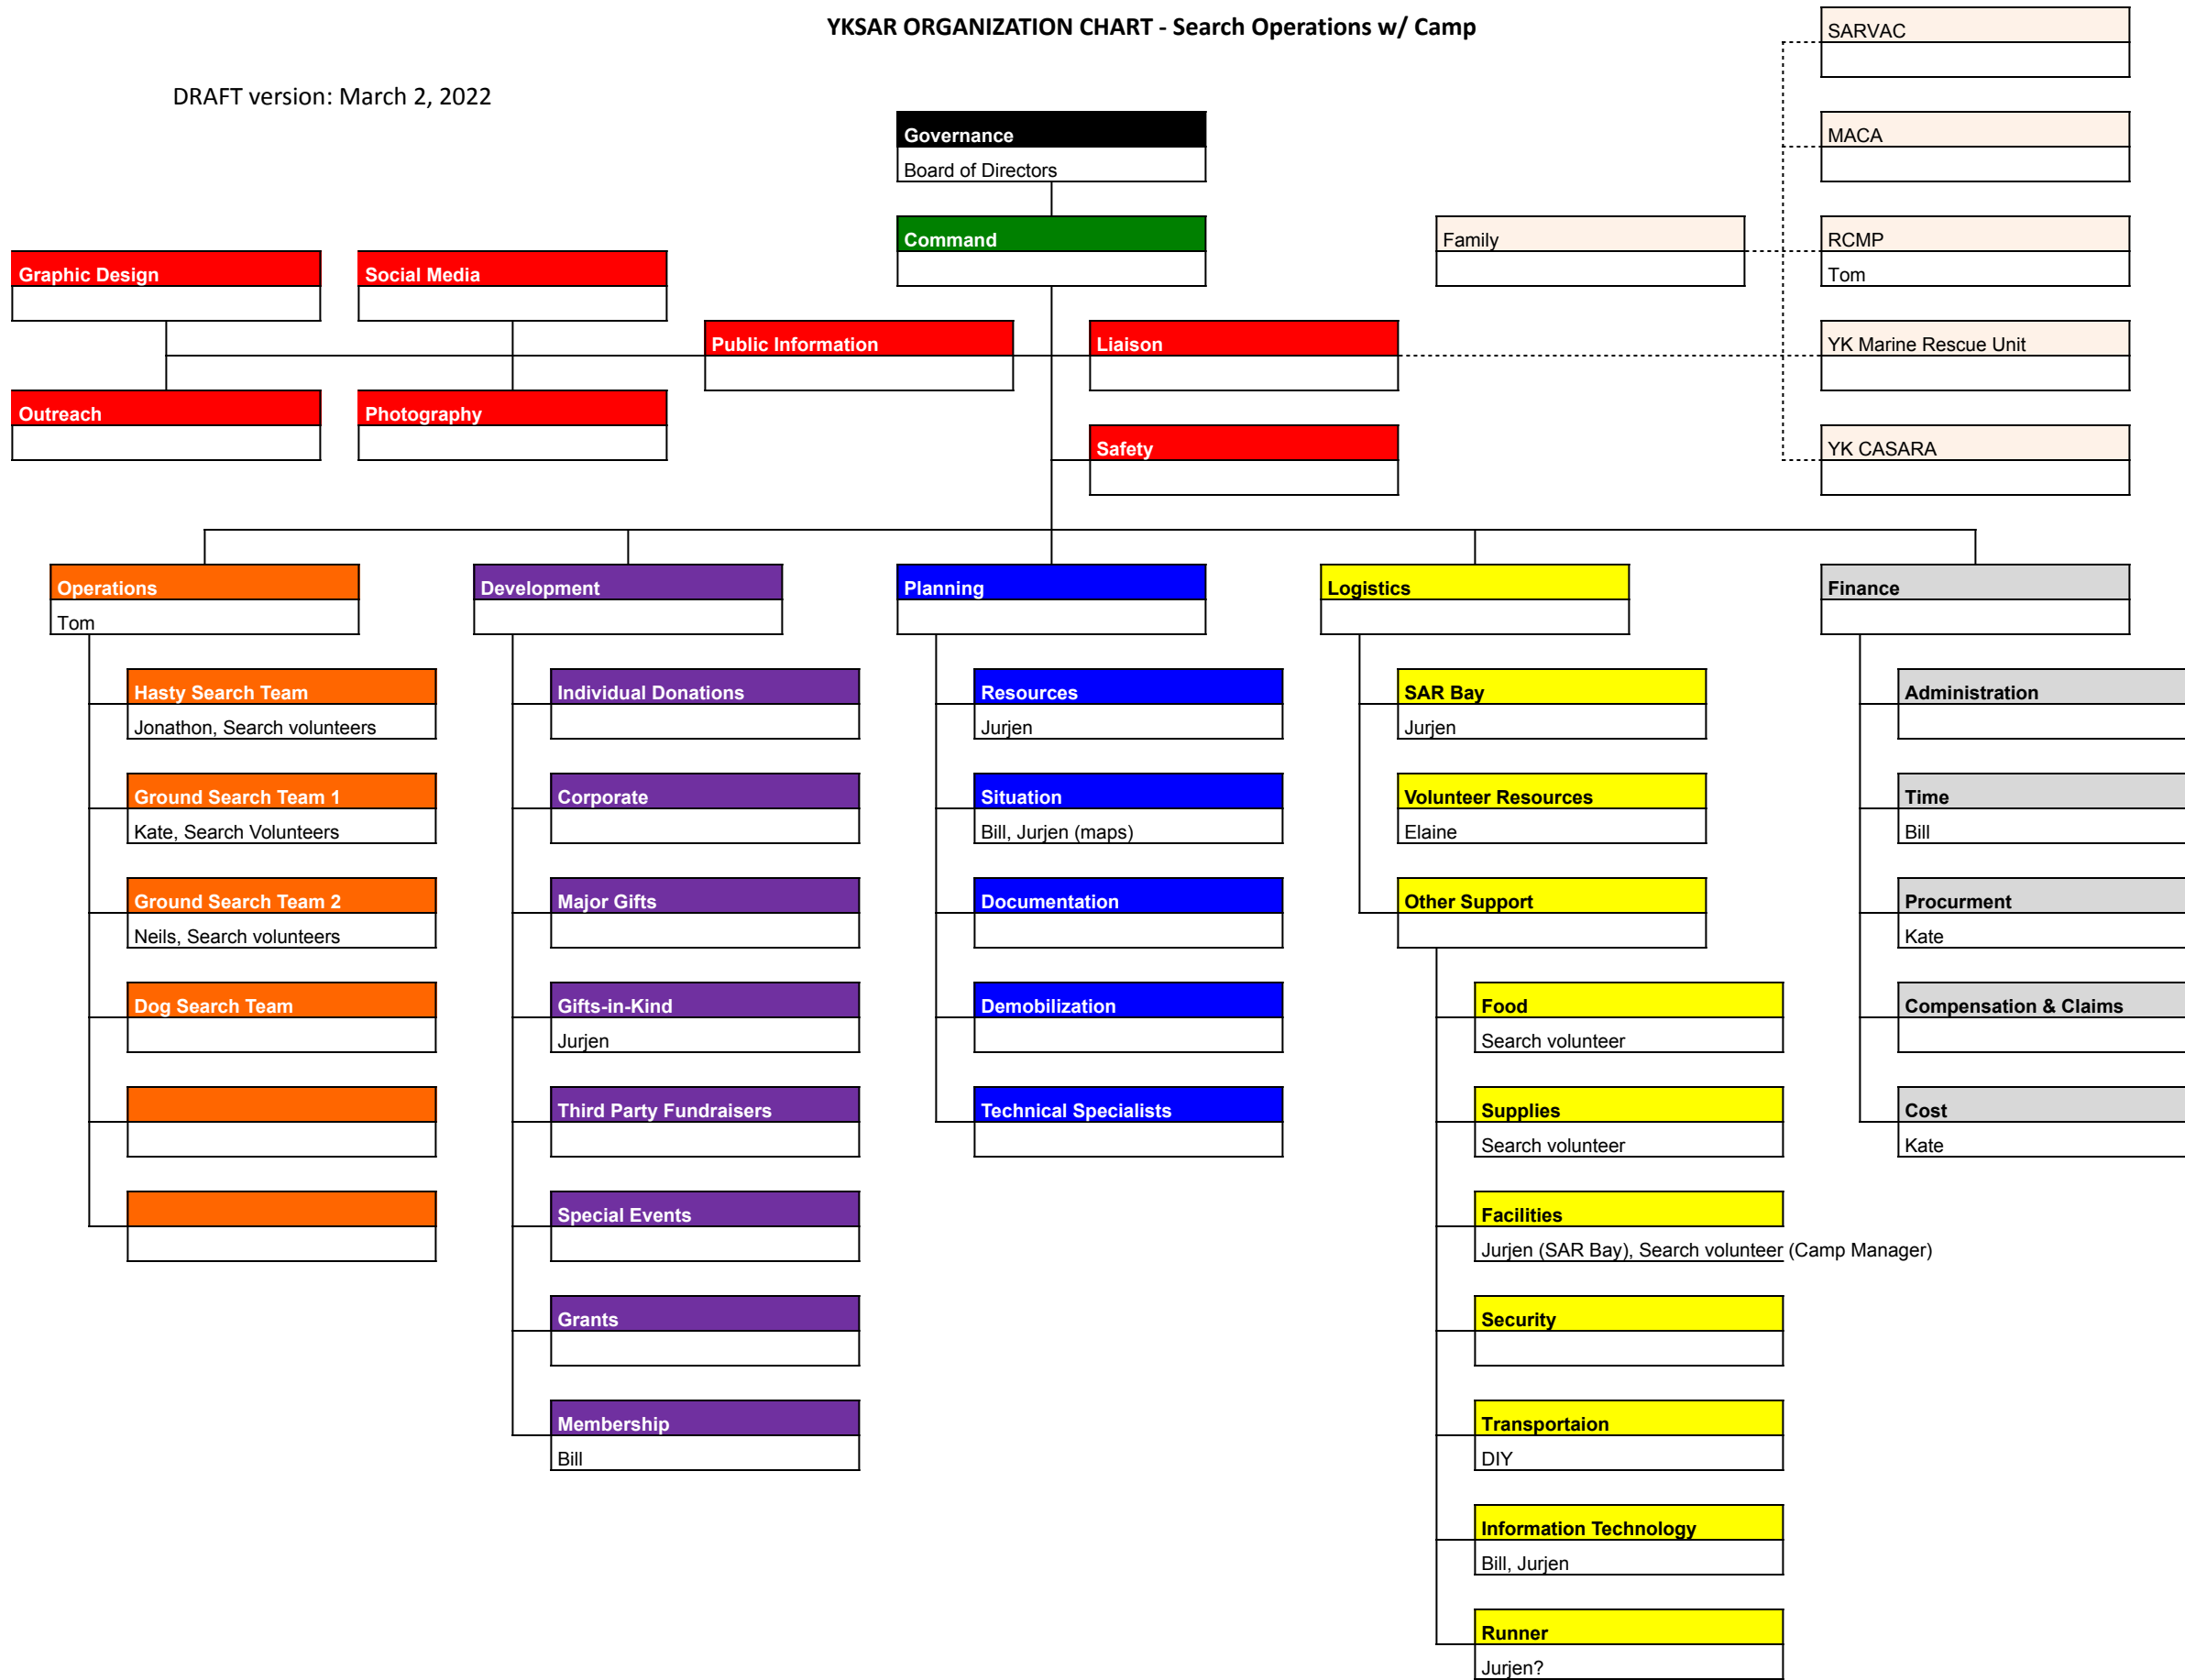 YKSAR ORGANIZATION CHART - Search Operations w/ Camp
DRAFT version: March 2, 2022
SARVAC
MACA
Governance
Board of Directors
Command
Family
RCMP
Tom
Graphic Design
Social Media
Public Information
Liaison
YK Marine Rescue Unit
Outreach
Photography
Safety
YK CASARA
Operations
Tom
Hasty Search Team
Jonathon, Search volunteers
Ground Search Team 1
Kate, Search Volunteers
Ground Search Team 2
Neils, Search volunteers
Dog Search Team
Development
Individual Donations
Corporate
Major Gifts
Gifts-in-Kind
Jurjen
Third Party Fundraisers
Special Events
Grants
Membership
Bill
Planning
Resources
Jurjen
Situation
Bill, Jurjen (maps)
Documentation
Demobilization
Technical Specialists
Logistics
SAR Bay
Jurjen
Volunteer Resources
Elaine
Other Support
Food
Search volunteer
Supplies
Search volunteer
Facilities
Jurjen (SAR Bay), Search volunteer (Camp Manager)
Security
Transportaion
DIY
Information Technology
Bill, Jurjen
Runner
Jurjen?
Finance
Administration
Time
Bill
Procurment
Kate
Compensation & Claims
Cost
Kate